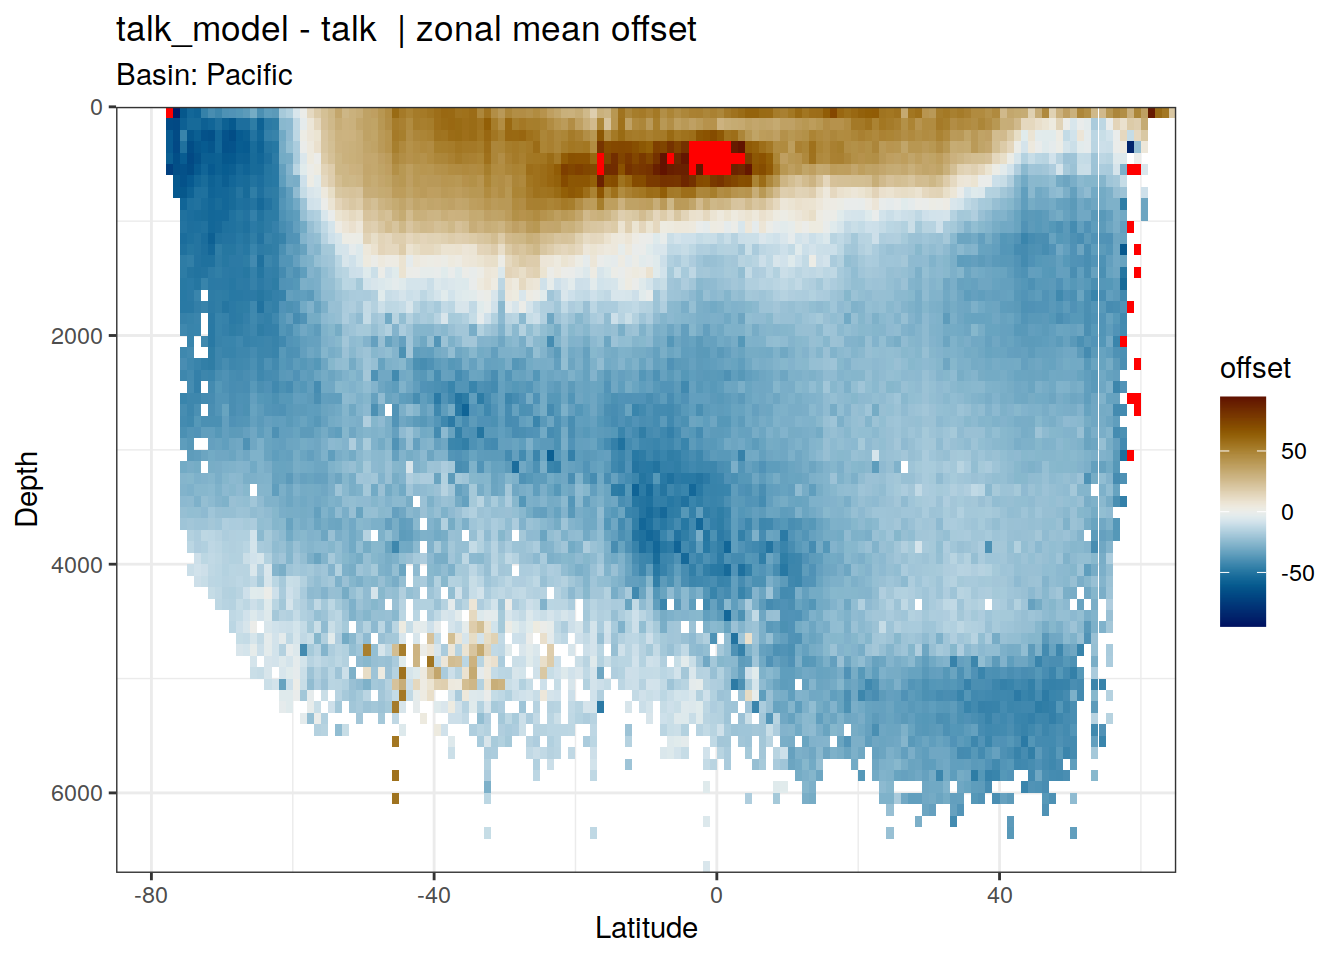 talk_model - talk  | zonal mean offset
Basin: Pacific
0
2000
4000
6000
Depth
-80
-40
0
40
Latitude
offset
50
0
-50